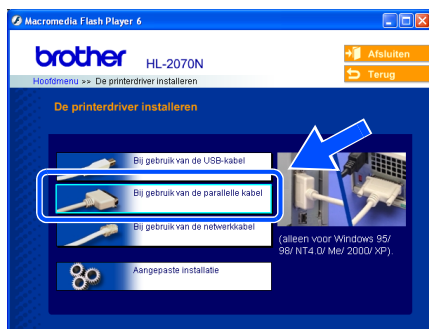 Macromedia Flash Player 6
brother HL-2070N
Afsluiten
Terug
Hoofdmenu >> De printerdriver installeren
De printerdriver installeren
Bij gebruik van de USB-kabel
Bij gebruik van de parallelle kabel
Bij gebruik van de netwerkkabel
Aangepaste installatie
(alleen voor Windows 95/
98/ NT4.0/ Me/ 2000/ XP).